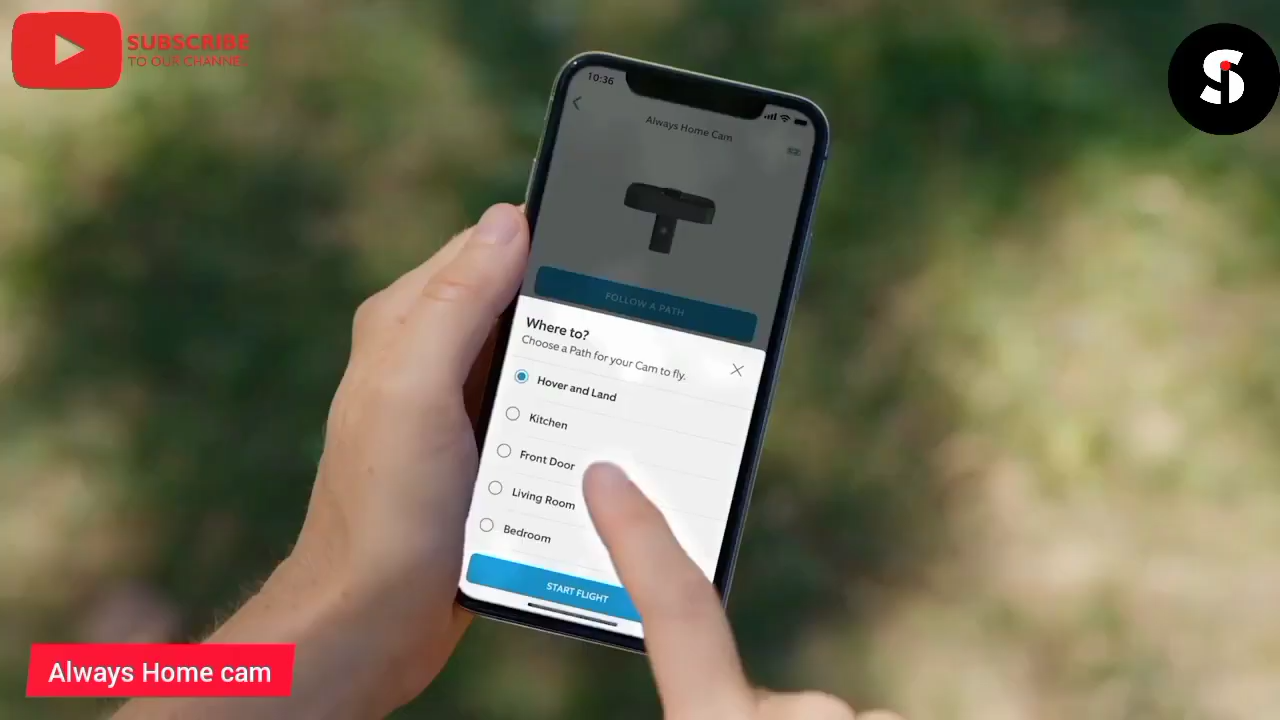 SUBSCRIBE
TO OUR CHANNEL
10:36
Always Home Cam
FOLLOW A PATH
Where to?
Choose a Path for your Cam to fly.
Hover and Land
Kitchen
Front Door
Living Room
Bedroom
START FLIGHT
Always Home cam